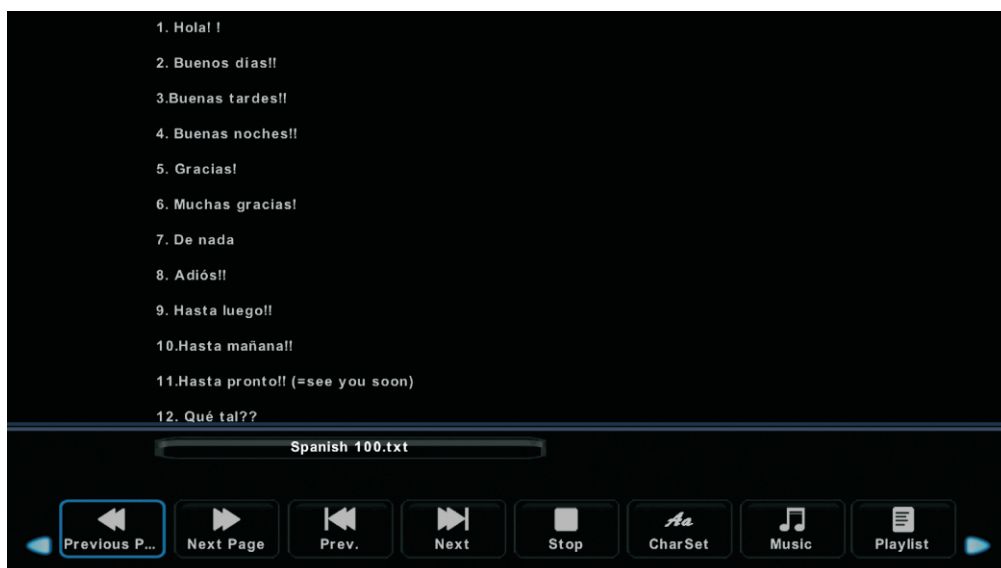 1. Hola! !
2. Buenos días!!
3.Buenas tardes!!
4. Buenas noches!!
5. Gracias!
6. Muchas gracias!
7. De nada
8. Adiós!!
9. Hasta luego!!
10.Hasta mañana!!
11.Hasta pronto!! (=see you soon)
12. Qué tal??
Spanish 100.txt
Aa
Previous P... Next Page Prev. Next Stop CharSet Music Playlist